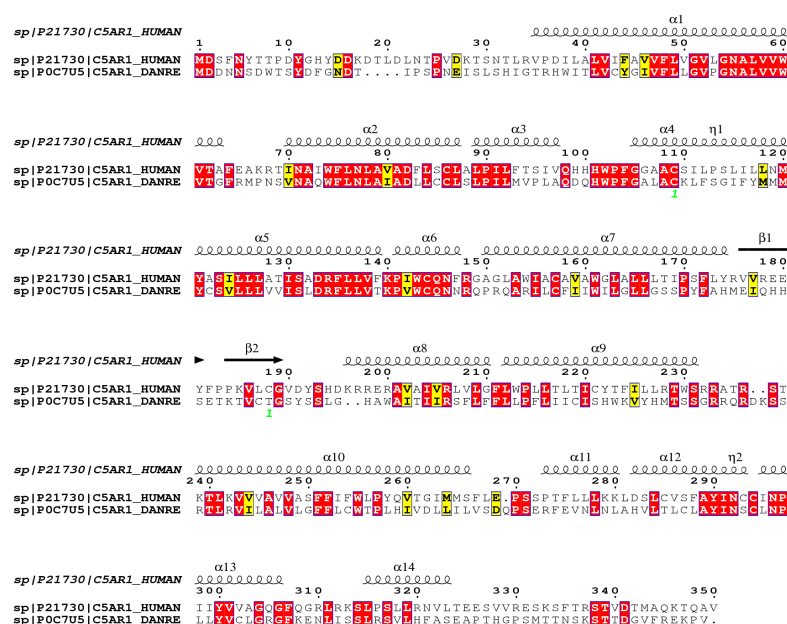 sp|P21730|C5AR1_HUMAN α1
1 10 20 30 40 50 60
sp|P21730|C5AR1_HUMAN MDSFNYTTPDYGHYDDKDTLDLNTPVDKTSNTLRVPDILALVIFAVVFLVGVLGNALVVW
sp|P0C7U5|C5AR1_DANRE MDDNNSDWTSYDFGNDT....IPSPNEISLSHIGTRHWITLVCYGIVFLLGVPGNALVVW
sp|P21730|C5AR1_HUMAN α2 α3 α4 η1
70 80 90 100 110 120
sp|P21730|C5AR1_HUMAN VTAFEAKRTINAIWFLNLAVADFLSCLALPILFTSIVQHHHWPFGGAACSILPSLILLNM
sp|P0C7U5|C5AR1_DANRE VTGFRMPNSVNAQWFLNLAIADLLCCLSLPILMVPLAQDQHWPFGALACKLFSGIFYMMM
1
sp|P21730|C5AR1_HUMAN α5 α6 α7 β1
130 140 150 160 170 180
sp|P21730|C5AR1_HUMAN YASILLLATISADRFLLVFKPIWCQNFRGAGLAWIACAVAWGLALLLTIPSFLYRVVREE
sp|P0C7U5|C5AR1_DANRE YCSVLLLVVISLDRFLLVTKPVWCQNNRQPRQARILCFIIWILGLLGSSPYFAHMEIQHH
sp|P21730|C5AR1_HUMAN β2 α8 α9
190 200 210 220 230
sp|P21730|C5AR1_HUMAN YFPPKVLCGVDYSHDKRRERAVAIVRLVLGFLWPLLTLTICYTFILLRTWSRRATR..ST
sp|P0C7U5|C5AR1_DANRE SETKTVCTGSYSSLG..HAWAITIIRSFLFFLLPFLIICISHWKVYHMTSSGRRQRDKSS
1
sp|P21730|C5AR1_HUMAN α10 α11 α12 η2
240 250 260 270 280 290
sp|P21730|C5AR1_HUMAN KTLKVVVAVVASFFIFWLPYQVTGIMMSFLE.PSSPTFLLLKKLDSLCVSFAYINCCINP
sp|P0C7U5|C5AR1_DANRE RTLRVILALVLGFFLCWTPLHIVDLLILVSDQPSERFEVNLNLAHVLTLCLAYINSCLNP
sp|P21730|C5AR1_HUMAN α13 α14
300 310 320 330 340 350
sp|P21730|C5AR1_HUMAN IIYVVAGQGFQGRLRKSLPSLLRNVLTEESVVRESKSFTRSTVDTMAQKTQAV
sp|P0C7U5|C5AR1_DANRE LLYVCLGRGFKENLISSLRSVLHFASEAPTHGPSMTTNSKSTTDGVFREKPV.